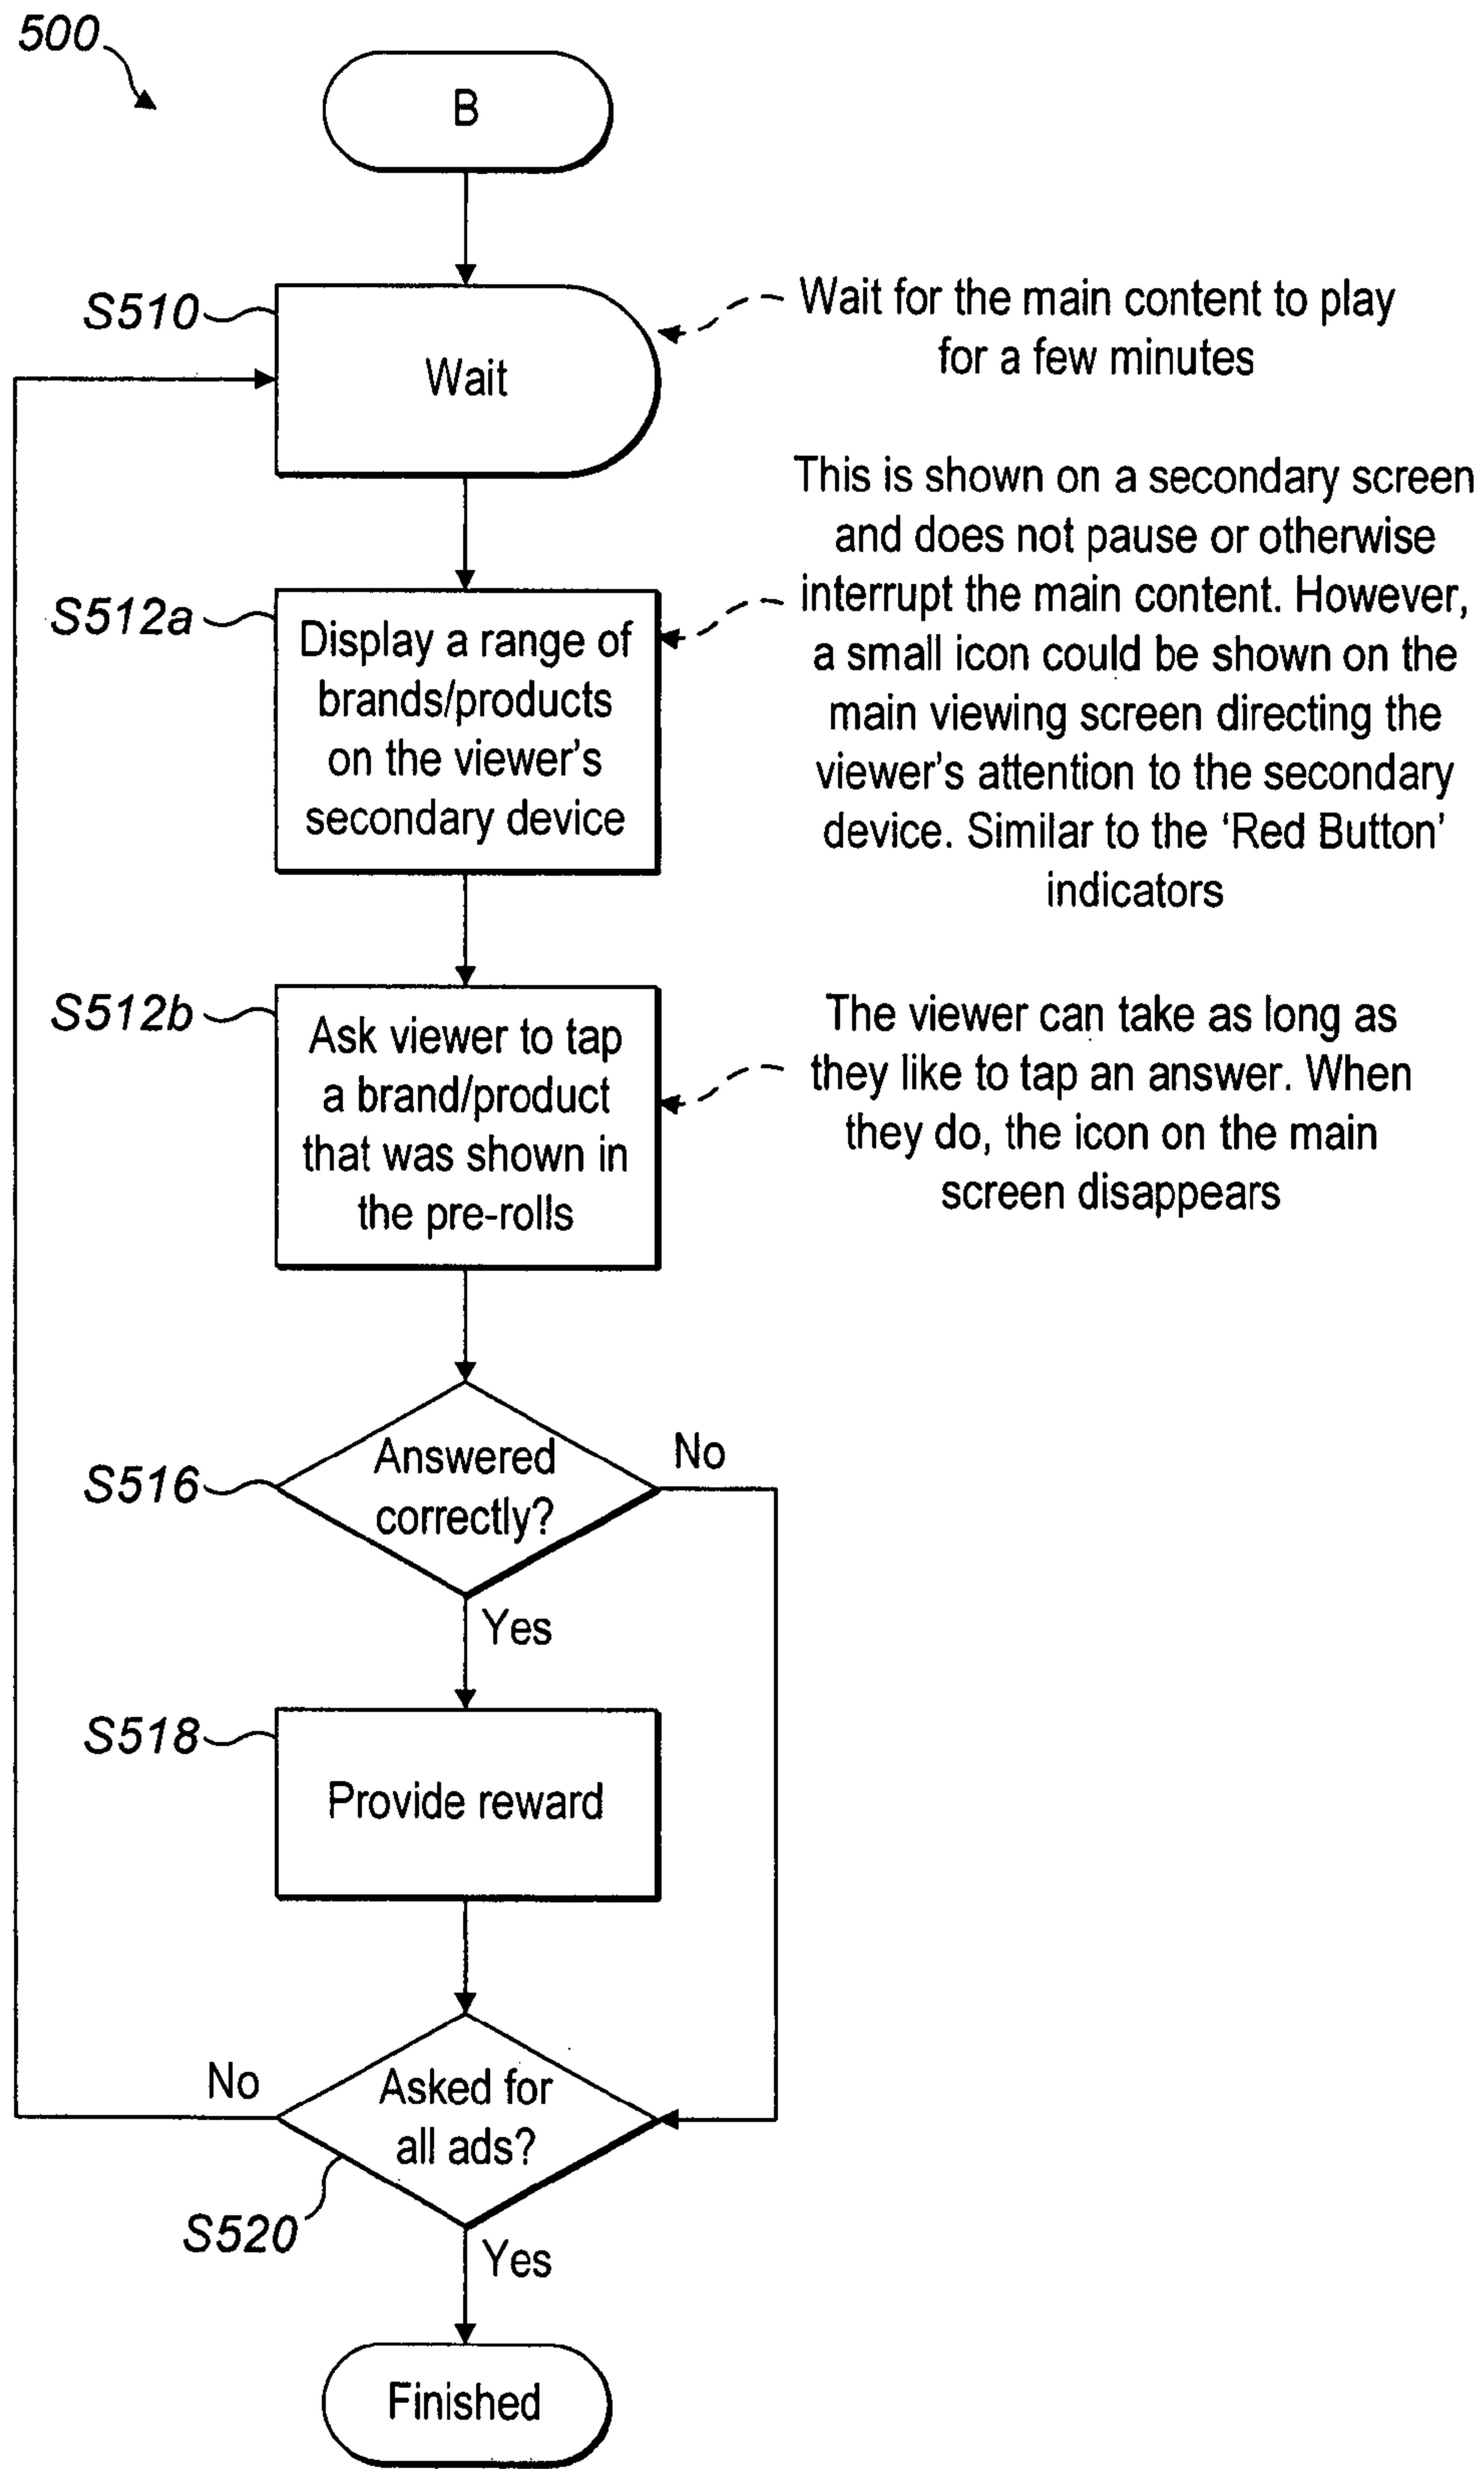 500
B
S510
Wait
Wait for the main content to play
for a few minutes
This is shown on a secondary screen
and does not pause or otherwise
interrupt the main content. However,
a small icon could be shown on the
main viewing screen directing the
viewer's attention to the secondary
device. Similar to the ‘Red Button’
indicators
S512a
Display a range of
brands/products
on the viewer's
secondary device
S512b
Ask viewer to tap
a brand/product
that was shown in
the pre-rolls
The viewer can take as long as
they like to tap an answer. When
they do, the icon on the main
screen disappears
S516
Answered
correctly?
No
Yes
S518
Provide reward
No
Asked for
all ads?
S520
Yes
Finished